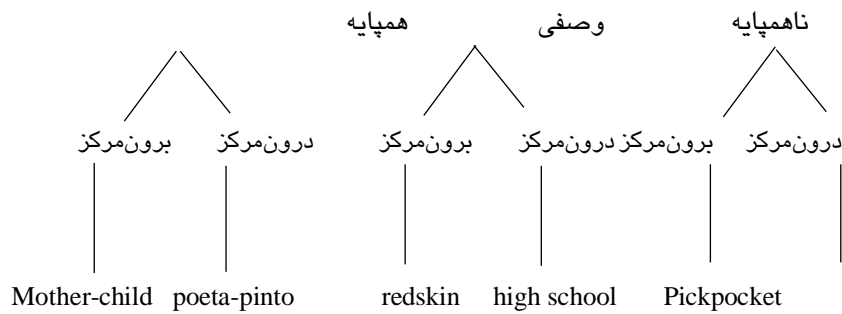 ناهمپایه وصفی همپایه
درون‌مرکز برون‌مرکز درون‌مرکز برون‌مرکز درون‌مرکز برون‌مرکز
Mother-child poeta-pinto redskin high school Pickpocket